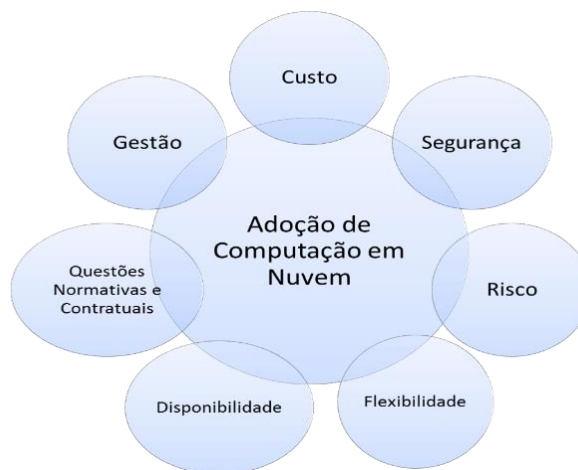 Custo
Segurança
Risco
Flexibilidade
Disponibilidade
Questões
Normativas e
Contratuais
Gestão
Adoção de
Computação em
Nuvem